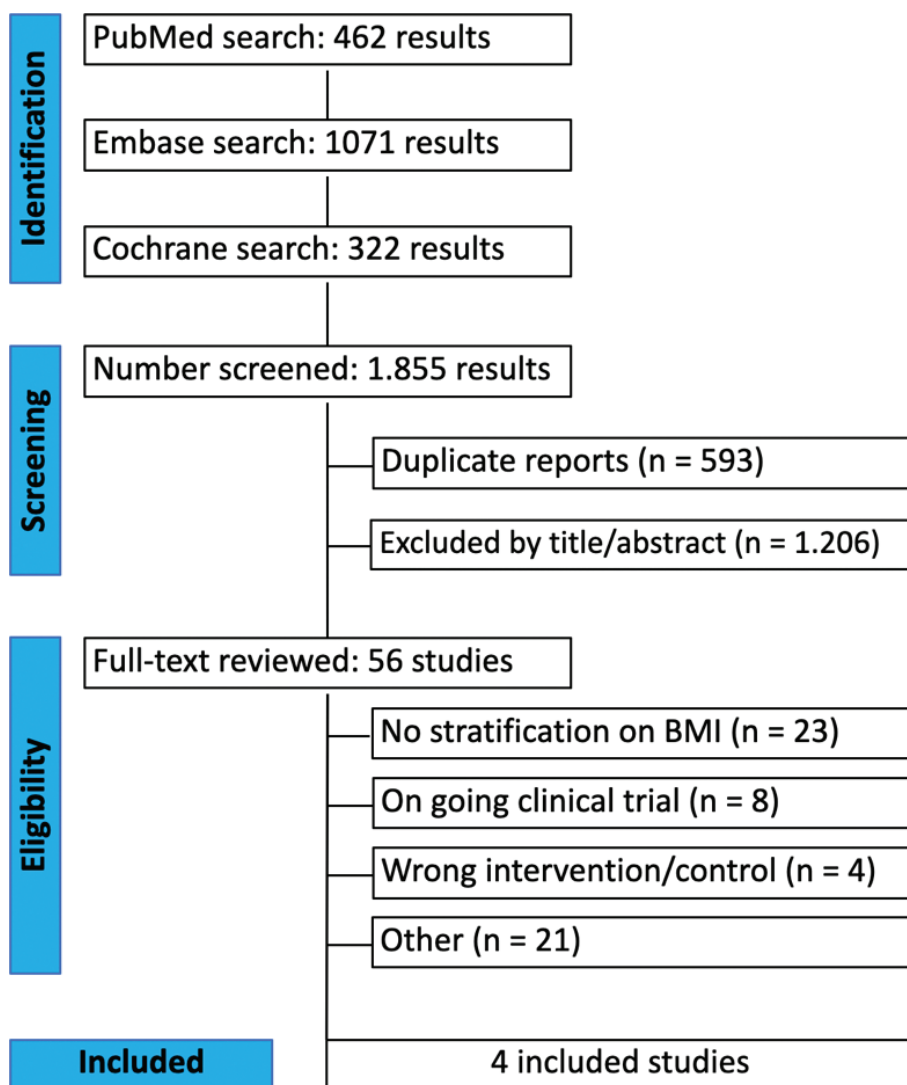 Identification
PubMed search: 462 results
Embase search: 1071 results
Cochrane search: 322 results
Screening
Number screened: 1.855 results
Duplicate reports (n = 593)
Excluded by title/abstract (n = 1.206)
Eligibility
Full-text reviewed: 56 studies
No stratification on BMI (n = 23)
On going clinical trial (n = 8)
Wrong intervention/control (n = 4)
Other (n = 21)
Included
4 included studies